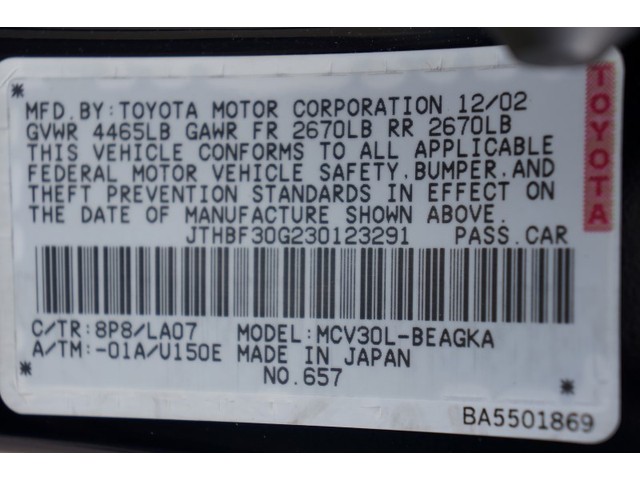 MFD.BY:TOYOTA MOTOR CORPORATION 12/02
GVWR 4465LB GAWR FR 2670LB RR 2670LB
THIS VEHICLE CONFORMS TO ALL APPLICABLE
FEDERAL MOTOR VEHICLE SAFETY,BUMPER,AND
THEFT PREVENTION STANDARDS IN EFFECT ON
THE DATE OF MANUFACTURE SHOWN ABOVE.
JTHBF30G230123291 PASS.CAR
C/TR:8P8/LA07 MODEL:MCV30L-BEAGKA
A/TM:-01A/U150E MADE IN JAPAN
NO.657
BA5501869
TOYOTA